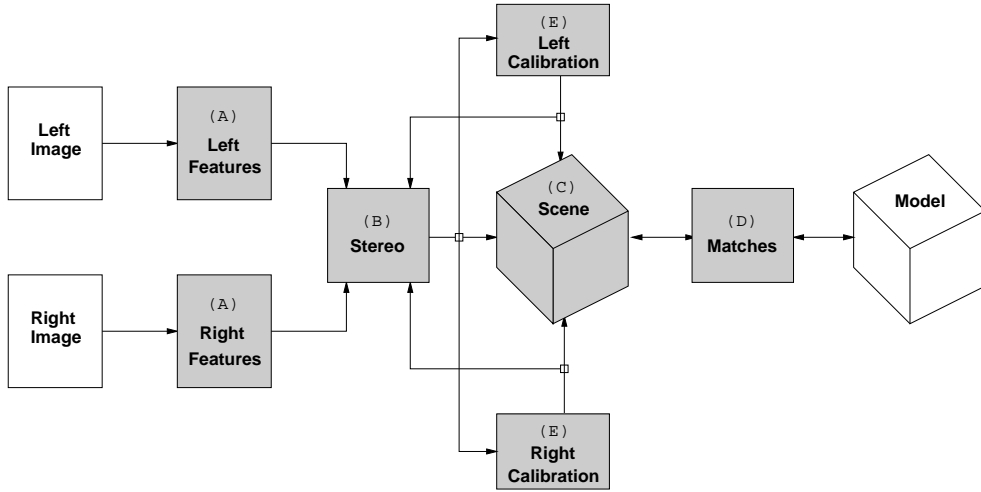 Left
Image
(A)
Left
Features
Right
Image
(A)
Right
Features
(B)
Stereo
(E)
Left
Calibration
(C)
Scene
(E)
Right
Calibration
(D)
Matches
Model